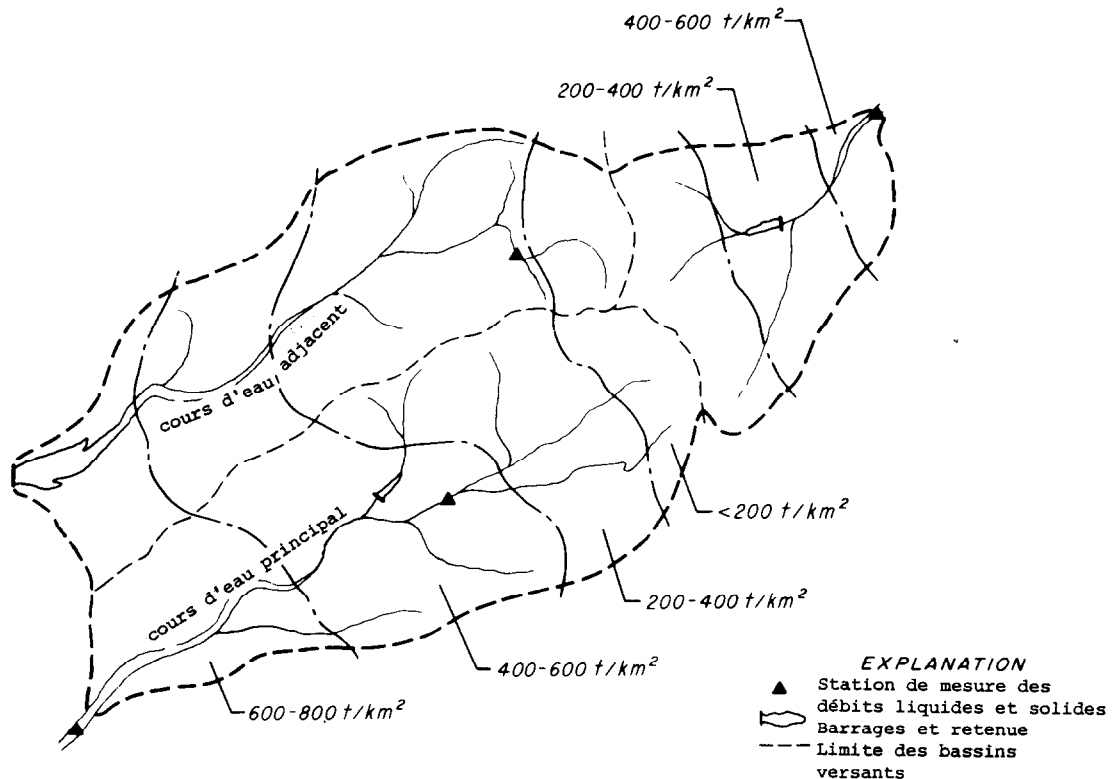 400-600 t/km²
200-400 t/km²
cours d'eau adjacent
cours d'eau principal
<200 t/km²
200-400 t/km²
400-600 t/km²
600-800 t/km²
EXPLANATION
Station de mesure des
débits liquides et solides
Barrages et retenue
Limite des bassins
versants